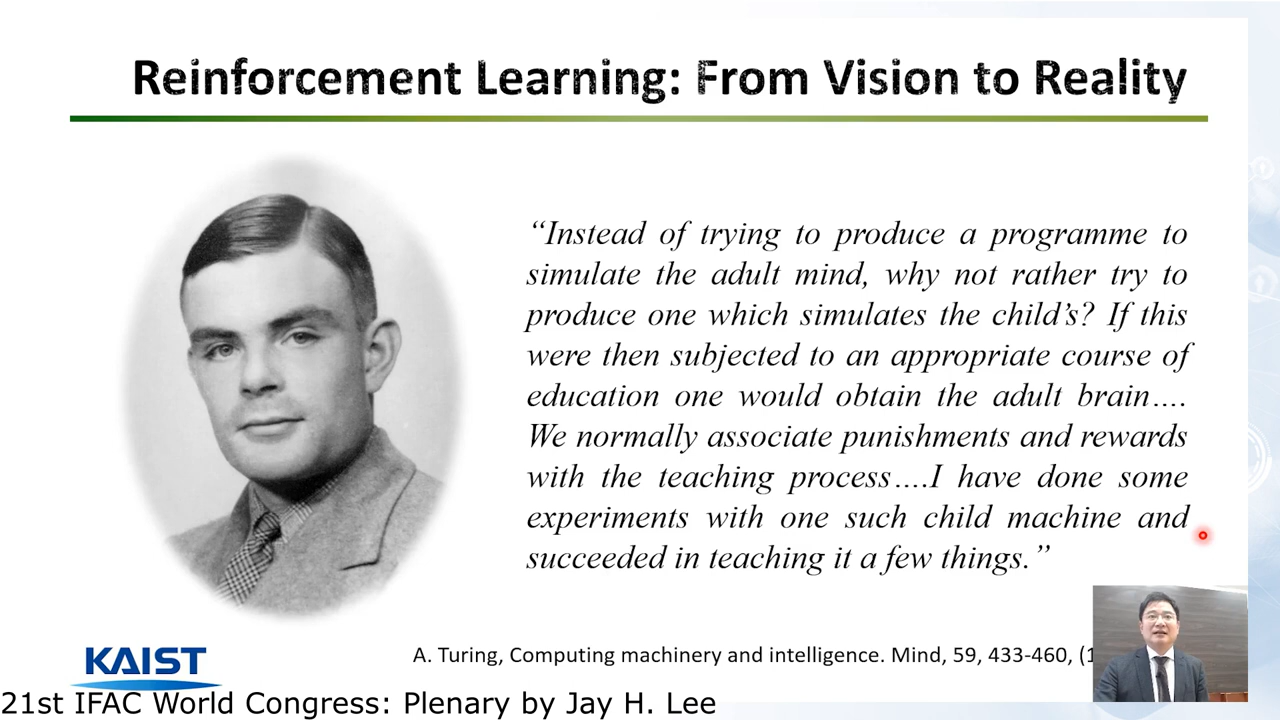 Reinforcement Learning: From Vision to Reality
“Instead of trying to produce a programme to
simulate the adult mind, why not rather try to
produce one which simulates the child’s? If this
were then subjected to an appropriate course of
education one would obtain the adult brain….
We normally associate punishments and rewards
with the teaching process….I have done some
experiments with one such child machine and
succeeded in teaching it a few things.”
A. Turing, Computing machinery and intelligence. Mind, 59, 433-460, (1
KAIST
21st IFAC World Congress: Plenary by Jay H. Lee